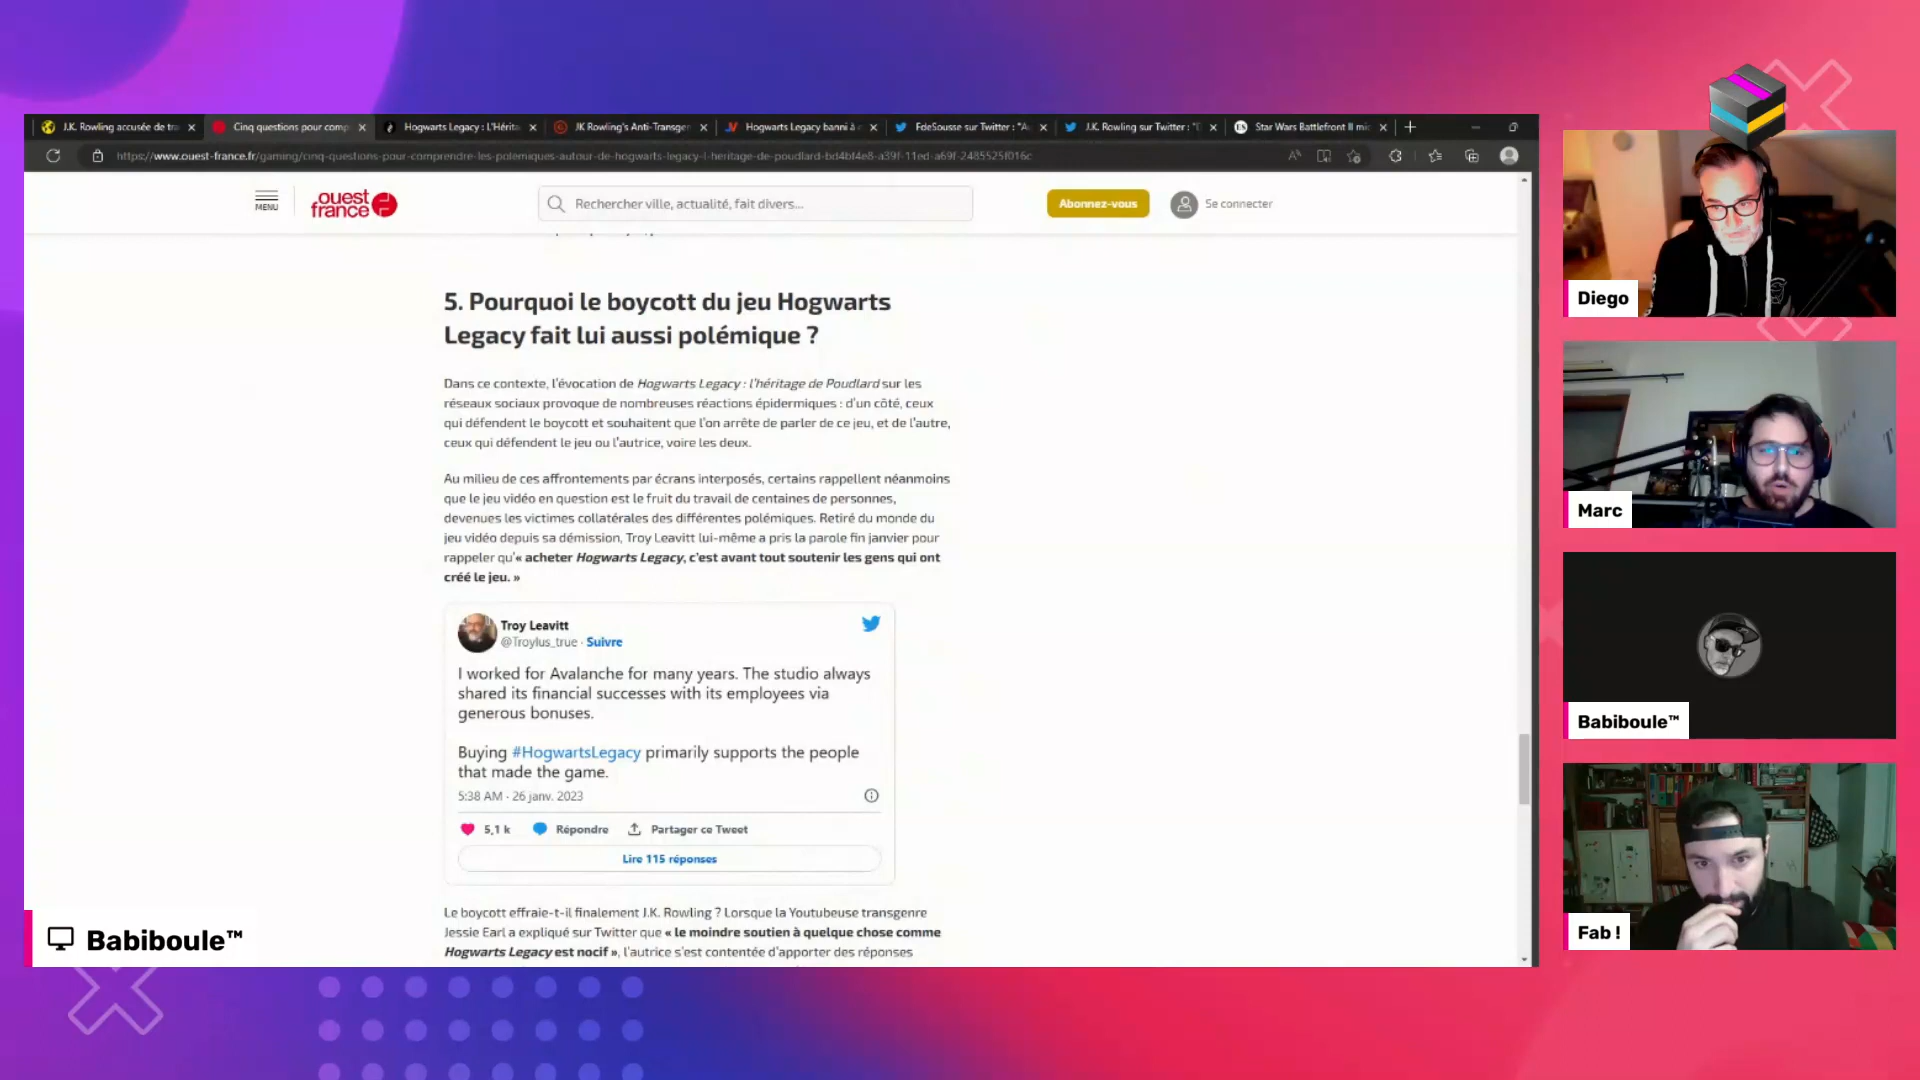 J.K. Rowling accusée de tra
Cinq questions pour comp
Hogwarts Legacy : L'Hérita
JK Rowling's Anti-Transgen
Hogwarts Legacy banni à
FdeSousse sur Twitter : "A
J.K. Rowling sur Twitter : "
Star Wars Battlefront II mic
https://www.ouest-france.fr/gaming/cinq-questions-pour-comprendre-les-polemiques-autour-de-hogwarts-legacy-l-heritage-de-poudlard-bd4bf4e8-a39f-11ed-a69f-2485525f016c
MENU
ouest
france
Rechercher ville, actualité, fait divers...
Abonnez-vous
Se connecter
5. Pourquoi le boycott du jeu Hogwarts
Legacy fait lui aussi polémique ?
Dans ce contexte, l'évocation de Hogwarts Legacy : l'héritage de Poudlard sur les
réseaux sociaux provoque de nombreuses réactions épidermiques : d'un côté, ceux
qui défendent le boycott et souhaitent que l'on arrête de parler de ce jeu, et de l'autre,
ceux qui défendent le jeu ou l'autrice, voire les deux.
Au milieu de ces affrontements par écrans interposés, certains rappellent néanmoins
que le jeu vidéo en question est le fruit du travail de centaines de personnes,
devenues les victimes collatérales des différentes polémiques. Retiré du monde du
jeu vidéo depuis sa démission, Troy Leavitt lui-même a pris la parole fin janvier pour
rappeler qu'« acheter Hogwarts Legacy, c'est avant tout soutenir les gens qui ont
créé le jeu. »
Troy Leavitt
@Troylus_true · Suivre
I worked for Avalanche for many years. The studio always
shared its financial successes with its employees via
generous bonuses.
Buying #HogwartsLegacy primarily supports the people
that made the game.
5:38 AM · 26 janv. 2023
5,1 k
Répondre
Partager ce Tweet
Lire 115 réponses
Le boycott effraie-t-il finalement J.K. Rowling ? Lorsque la Youtubeuse transgenre
Jessie Earl a expliqué sur Twitter que « le moindre soutien à quelque chose comme
Hogwarts Legacy est nocif », l'autrice s'est contentée d'apporter des réponses
Babiboule™
Diego
Marc
Babiboule™
Fab !